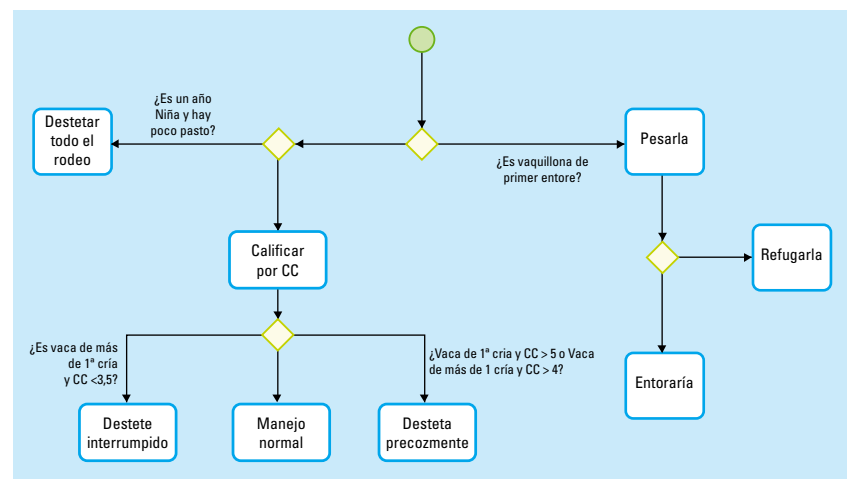 ¿Es un año
Niña y hay
poco pasto?
Destetar
todo el
rodeo
Pesarla
¿Es vaquillona de
primer entore?
Calificar
por CC
Refugarla
¿Es vaca de más
de 1ª cría
y CC <3,5?
¿Vaca de 1ª cria y CC > 5 o Vaca
de más de 1 cría y CC > 4?
Entoraría
Destete
interrumpido
Manejo
normal
Desteta
precozmente